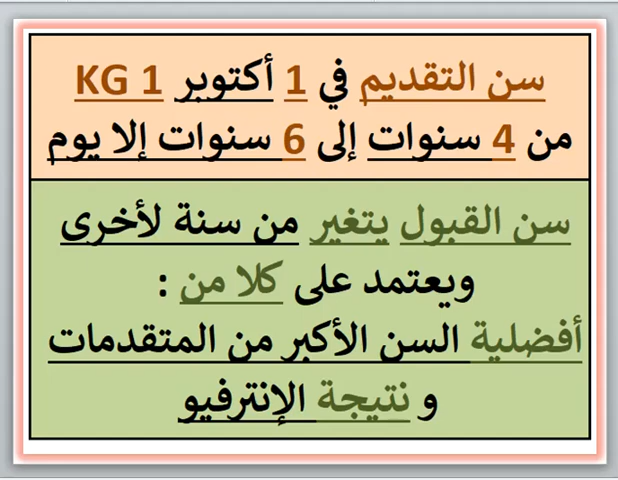 سن التقديم في 1 أكتوبر KG 1
من 4 سنوات إلى 6 سنوات إلا يوم
سن القبول يتغير من سنة لأخرى
ويعتمد على كلا من :
أفضلية السن الأكبر من المتقدمات
و نتيجة الإنترفيو